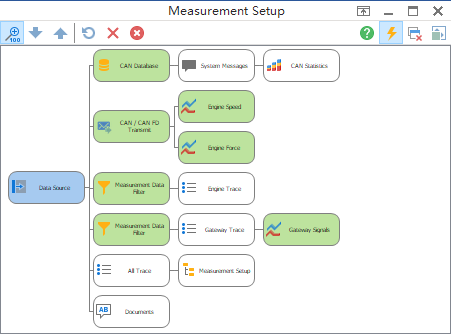 Measurement Setup
100
CAN Database
System Messages
CAN Statistics
CAN / CAN FD
Transmit
Engine Speed
Engine Force
Data Source
Measurement Data
Filter
Engine Trace
Measurement Data
Filter
Gateway Trace
Gateway Signals
All Trace
Measurement Setup
AB
Documents